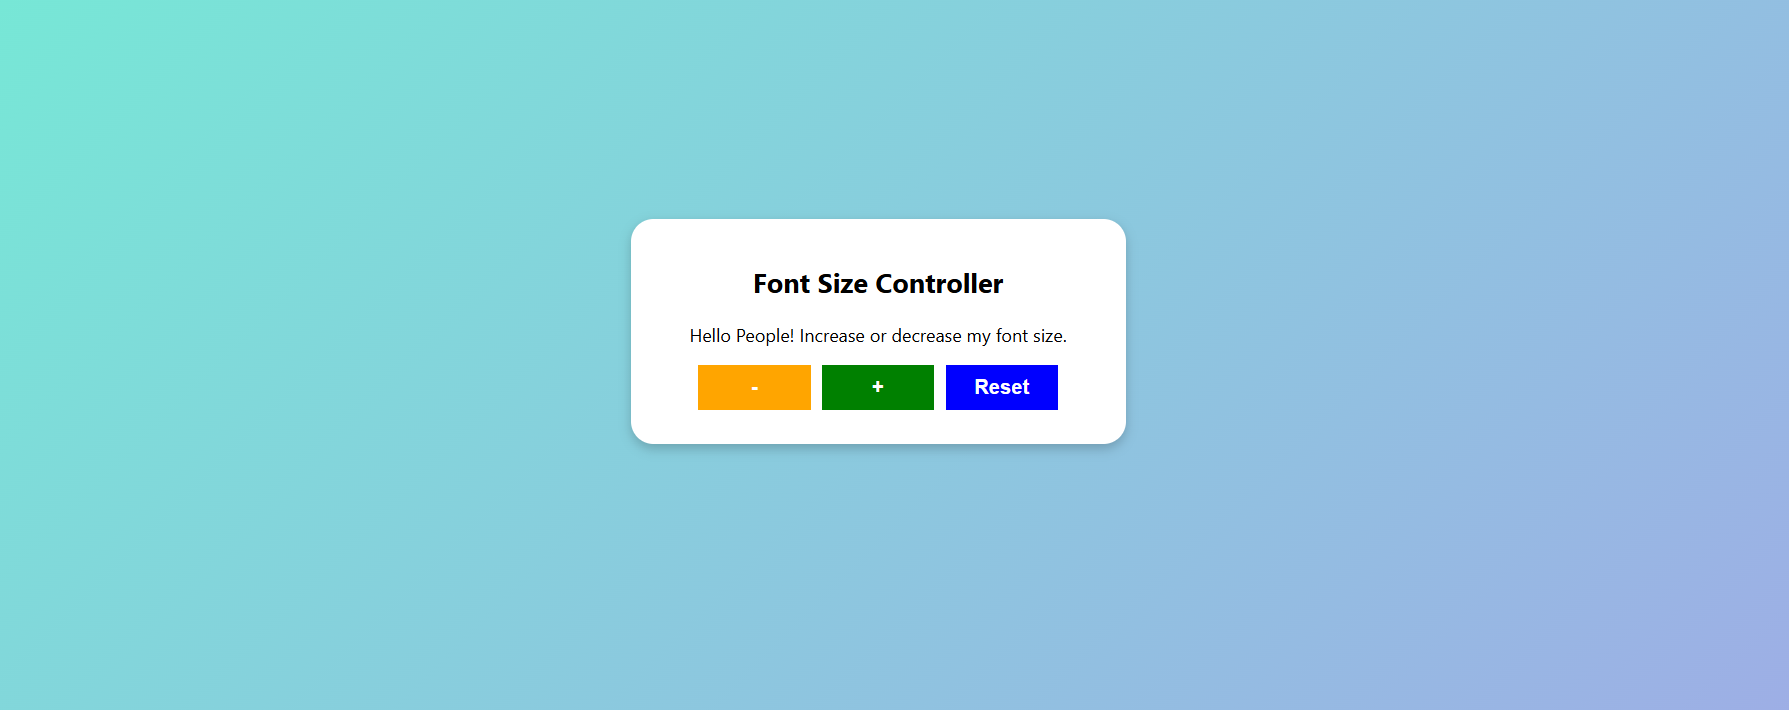 Font Size Controller
Hello People! Increase or decrease my font size.
- + Reset